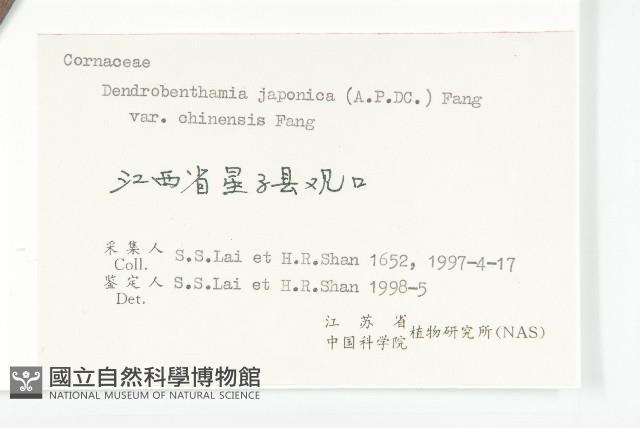 Cornaceae
Dendrobenthamia japonica (A.P.DC.) Fang
var. chinensis Fang
江西省星子县观口
采集人 Coll. S.S.Lai et H.R.Shan 1652, 1997-4-17
鉴定人 Det. S.S.Lai et H.R.Shan 1998-5
江苏省
中国科学院 植物研究所(NAS)
國立自然科學博物館
NATIONAL MUSEUM OF NATURAL SCIENCE